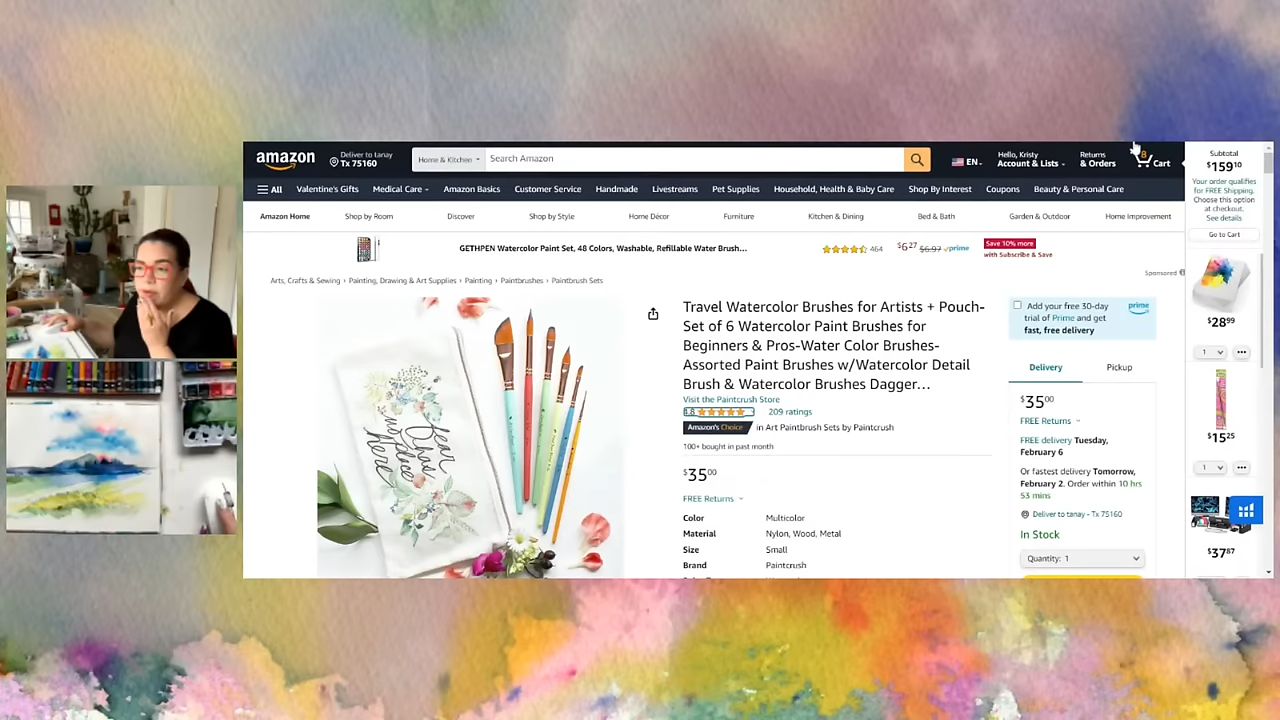 amazon
Deliver to tanay
Tx 75160
Home & Kitchen
Search Amazon
EN
Hello, Kristy
Account & Lists
Returns
& Orders
8
Cart
All
Valentine's Gifts
Medical Care
Amazon Basics
Customer Service
Handmade
Livestreams
Pet Supplies
Household, Health & Baby Care
Shop By Interest
Coupons
Beauty & Personal Care
Amazon Home
Shop by Room
Discover
Shop by Style
Home Décor
Furniture
Kitchen & Dining
Bed & Bath
Garden & Outdoor
Home Improvement
GETHPEN Watercolor Paint Set, 48 Colors, Washable, Refillable Water Brush...
464
$6 27 $6.97 prime
Save 10% more
with Subscribe & Save
Sponsored
Arts, Crafts & Sewing › Painting, Drawing & Art Supplies › Painting › Paintbrushes › Paintbrush Sets
Travel Watercolor Brushes for Artists + Pouch-
Set of 6 Watercolor Paint Brushes for
Beginners & Pros-Water Color Brushes-
Assorted Paint Brushes w/Watercolor Detail
Brush & Watercolor Brushes Dagger...
Visit the Paintcrush Store
4.8
209 ratings
Amazon's Choice in Art Paintbrush Sets by Paintcrush
100+ bought in past month
$35 00
FREE Returns
Color Multicolor
Material Nylon, Wood, Metal
Size Small
Brand Paintcrush
Add your free 30-day
trial of Prime and get
fast, free delivery
prime
Delivery
Pickup
$35 00
FREE Returns
FREE delivery Tuesday,
February 6
Or fastest delivery Tomorrow,
February 2. Order within 10 hrs
53 mins
Deliver to tanay - Tx 75160
In Stock
Quantity: 1
Subtotal
$159 10
Your order qualifies
for FREE Shipping.
Choose this option
at checkout.
See details
Go to Cart
$28 99
1
$15 25
1
$37 87